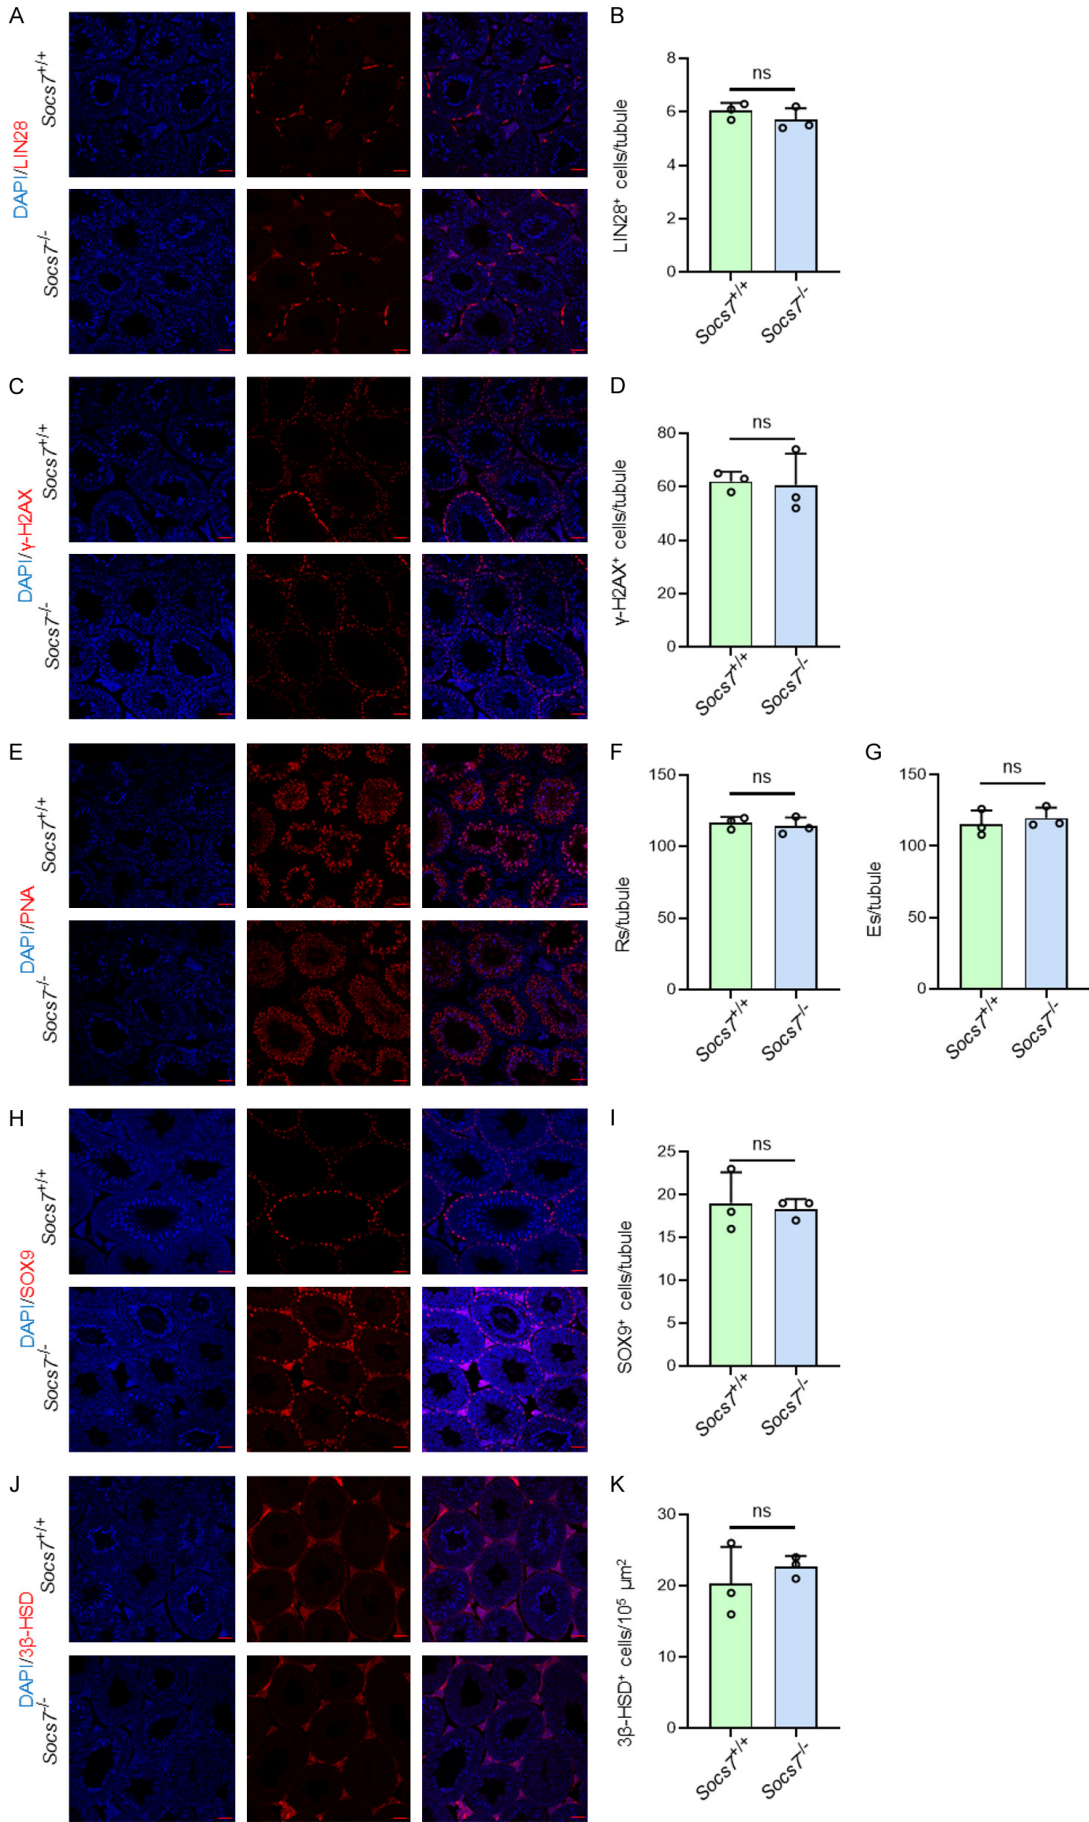 A
Socs7+/+
Socs7-/-
DAPI/LIN28
B
ns
LIN28+ cells/tubule
8
6
4
2
0
Socs7+/+
Socs7-/-
C
Socs7+/+
Socs7-/-
DAPI/γ-H2AX
D
ns
γ-H2AX+ cells/tubule
80
60
40
20
0
Socs7+/+
Socs7-/-
E
Socs7+/+
Socs7-/-
DAPI/PNA
F
ns
Rs/tubule
150
100
50
0
Socs7+/+
Socs7-/-
G
ns
Es/tubule
150
100
50
0
Socs7+/+
Socs7-/-
H
Socs7+/+
Socs7-/-
DAPI/SOX9
I
ns
SOX9+ cells/tubule
25
20
15
10
5
0
Socs7+/+
Socs7-/-
J
Socs7+/+
Socs7-/-
DAPI/3β-HSD
K
ns
3β-HSD+ cells/10⁵ μm²
30
20
10
0
Socs7+/+
Socs7-/-